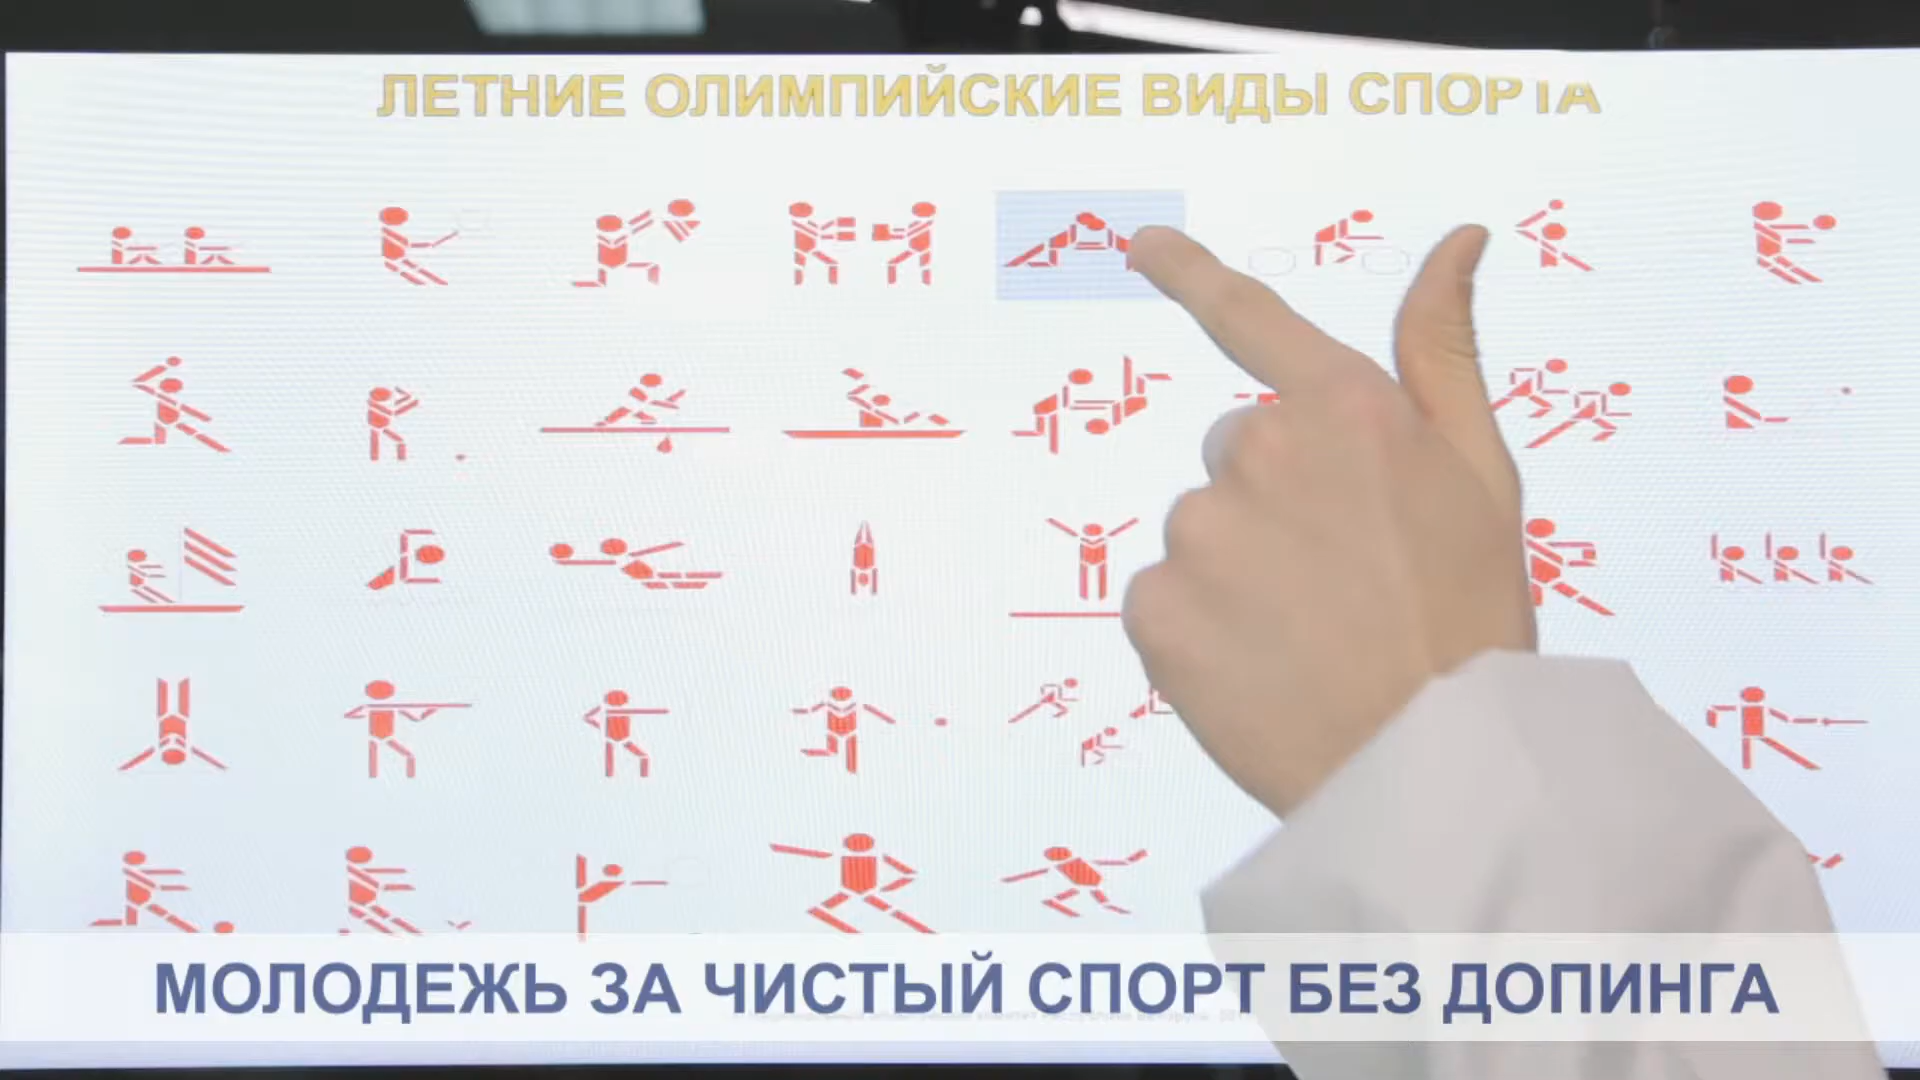 ЛЕТНИЕ ОЛИМПИЙСКИЕ ВИДЫ СПОРТА
МОЛОДЕЖЬ ЗА ЧИСТЫЙ СПОРТ БЕЗ ДОПИНГА